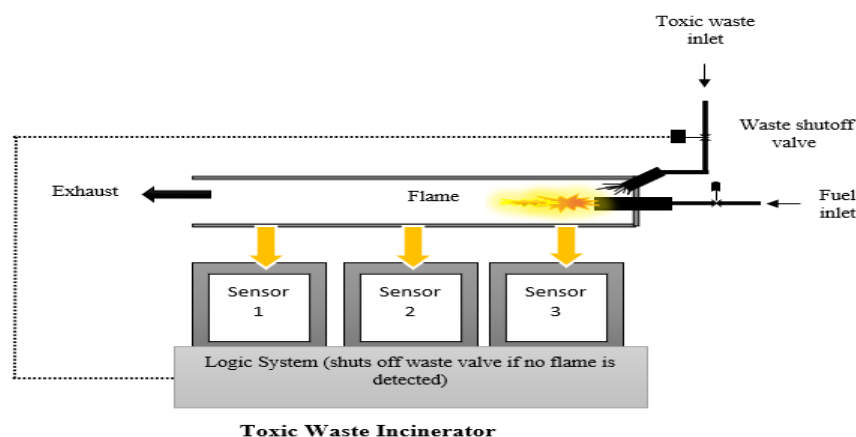 Toxic waste
inlet
Waste shutoff
valve
Exhaust
Flame
Fuel
inlet
Sensor
1
Sensor
2
Sensor
3
Logic System (shuts off waste valve if no flame is
detected)
Toxic Waste Incinerator